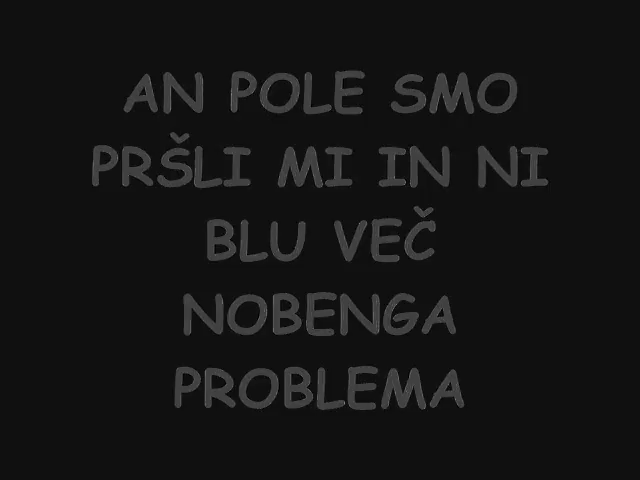 AN POLE SMO
PRŠLI MI IN NI
BLU VEČ
NOBENGA
PROBLEMA